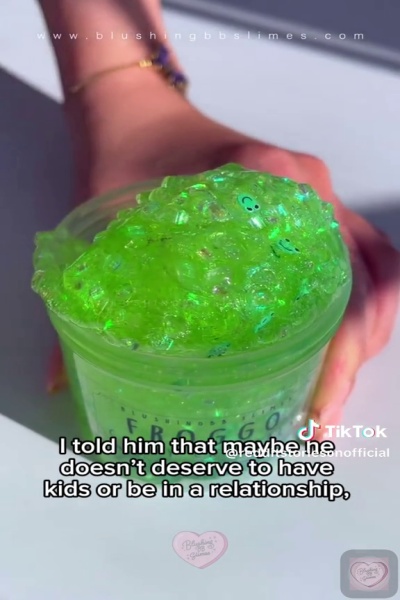 www.blushingbbslimes.com
FROGGO
I told him that maybe he
TikTok
doesn't deserve to have
kids or be in a relationship,